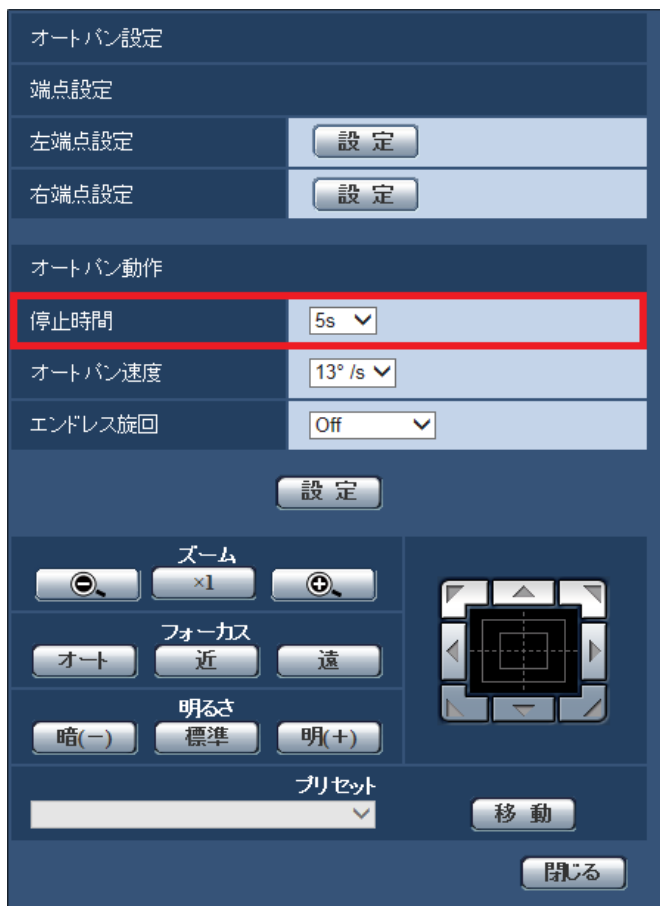 オートパン設定
端点設定
左端点設定 設 定
右端点設定 設 定
オートパン動作
停止時間 5s
オートパン速度 13° /s
エンドレス旋回 Off
設 定
ズーム
×1
フォーカス
オート 近 遠
明るさ
暗(−) 標準 明(+)
プリセット
移 動
閉じる